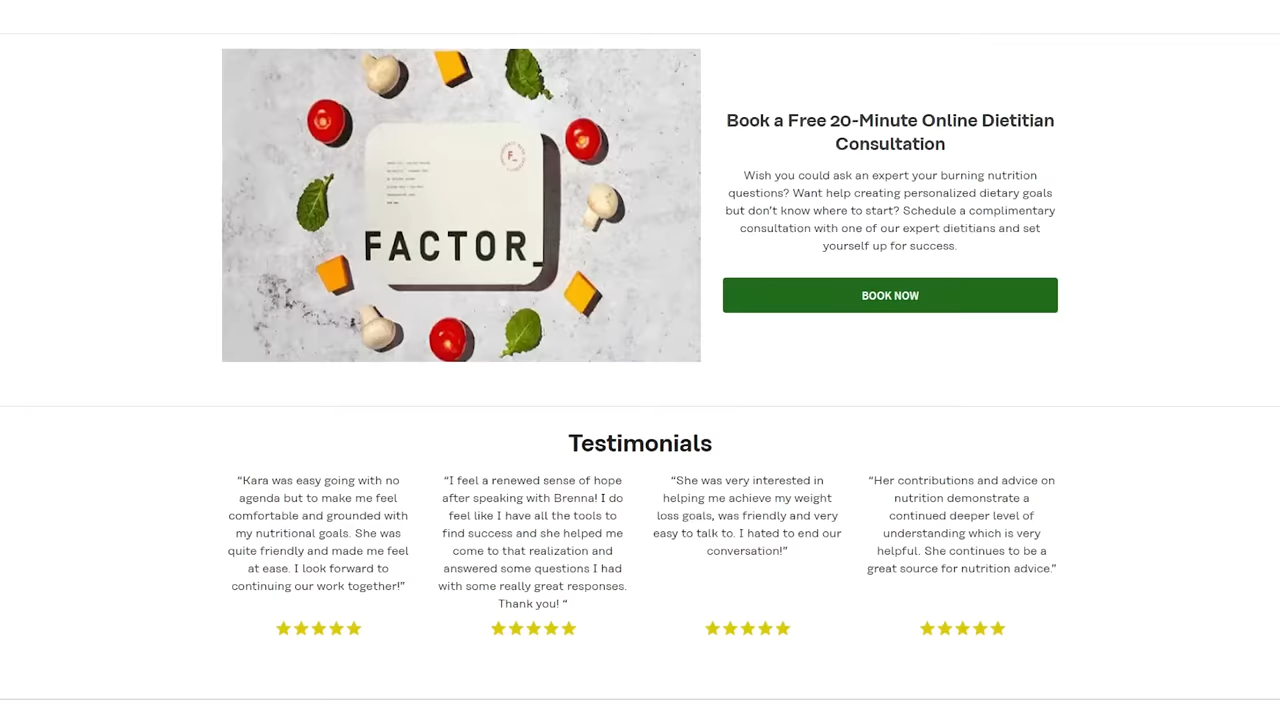 FACTOR_
Book a Free 20-Minute Online Dietitian
Consultation
Wish you could ask an expert your burning nutrition
questions? Want help creating personalized dietary goals
but don't know where to start? Schedule a complimentary
consultation with one of our expert dietitians and set
yourself up for success.
BOOK NOW
Testimonials
“Kara was easy going with no
agenda but to make me feel
comfortable and grounded with
my nutritional goals. She was
quite friendly and made me feel
at ease. I look forward to
continuing our work together!”
“I feel a renewed sense of hope
after speaking with Brenna! I do
feel like I have all the tools to
find success and she helped me
come to that realization and
answered some questions I had
with some really great responses.
Thank you! “
“She was very interested in
helping me achieve my weight
loss goals, was friendly and very
easy to talk to. I hated to end our
conversation!”
“Her contributions and advice on
nutrition demonstrate a
continued deeper level of
understanding which is very
helpful. She continues to be a
great source for nutrition advice.”